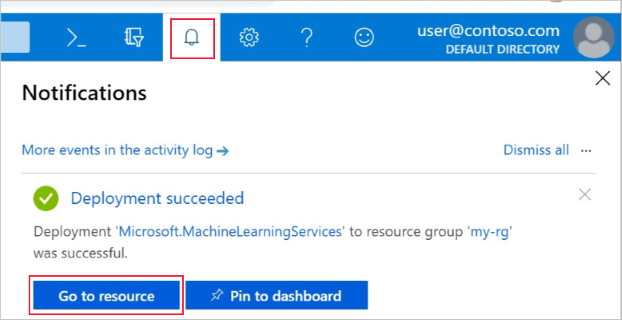 user@contoso.com
DEFAULT DIRECTORY
Notifications
More events in the activity log
Dismiss all
Deployment succeeded
Deployment 'Microsoft.MachineLearningServices' to resource group 'my-rg'
was successful.
Go to resource
Pin to dashboard